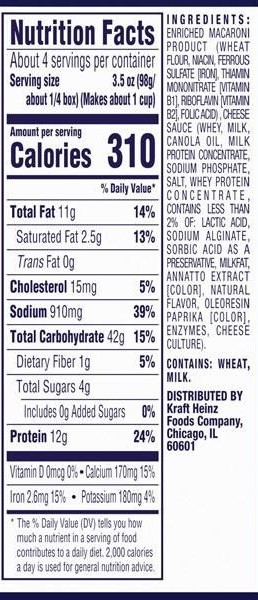 Nutrition Facts
About 4 servings per container
Serving size 3.5 oz (98g/
about 1/4 box) (Makes about 1 cup)
Amount per serving
Calories 310
% Daily Value*
Total Fat 11g 14%
Saturated Fat 2.5g 13%
Trans Fat 0g
Cholesterol 15mg 5%
Sodium 910mg 39%
Total Carbohydrate 42g 15%
Dietary Fiber 1g 5%
Total Sugars 4g
Includes 0g Added Sugars 0%
Protein 12g 24%
Vitamin D 0mcg 0% • Calcium 170mg 15%
Iron 2.6mg 15% • Potassium 180mg 4%
* The % Daily Value (DV) tells you how
much a nutrient in a serving of food
contributes to a daily diet. 2,000 calories
a day is used for general nutrition advice.
INGREDIENTS:
ENRICHED MACARONI
PRODUCT (WHEAT
FLOUR, NIACIN, FERROUS
SULFATE [IRON], THIAMIN
MONONITRATE [VITAMIN
B1], RIBOFLAVIN [VITAMIN
B2], FOLIC ACID), CHEESE
SAUCE (WHEY, MILK,
CANOLA OIL, MILK
PROTEIN CONCENTRATE,
SODIUM PHOSPHATE,
SALT, WHEY PROTEIN
CONCENTRATE,
CONTAINS LESS THAN
2% OF: LACTIC ACID,
SODIUM ALGINATE,
SORBIC ACID AS A
PRESERVATIVE, MILKFAT,
ANNATTO EXTRACT
[COLOR], NATURAL
FLAVOR, OLEORESIN
PAPRIKA [COLOR],
ENZYMES, CHEESE
CULTURE).
CONTAINS: WHEAT,
MILK.
DISTRIBUTED BY
Kraft Heinz
Foods Company,
Chicago, IL
60601